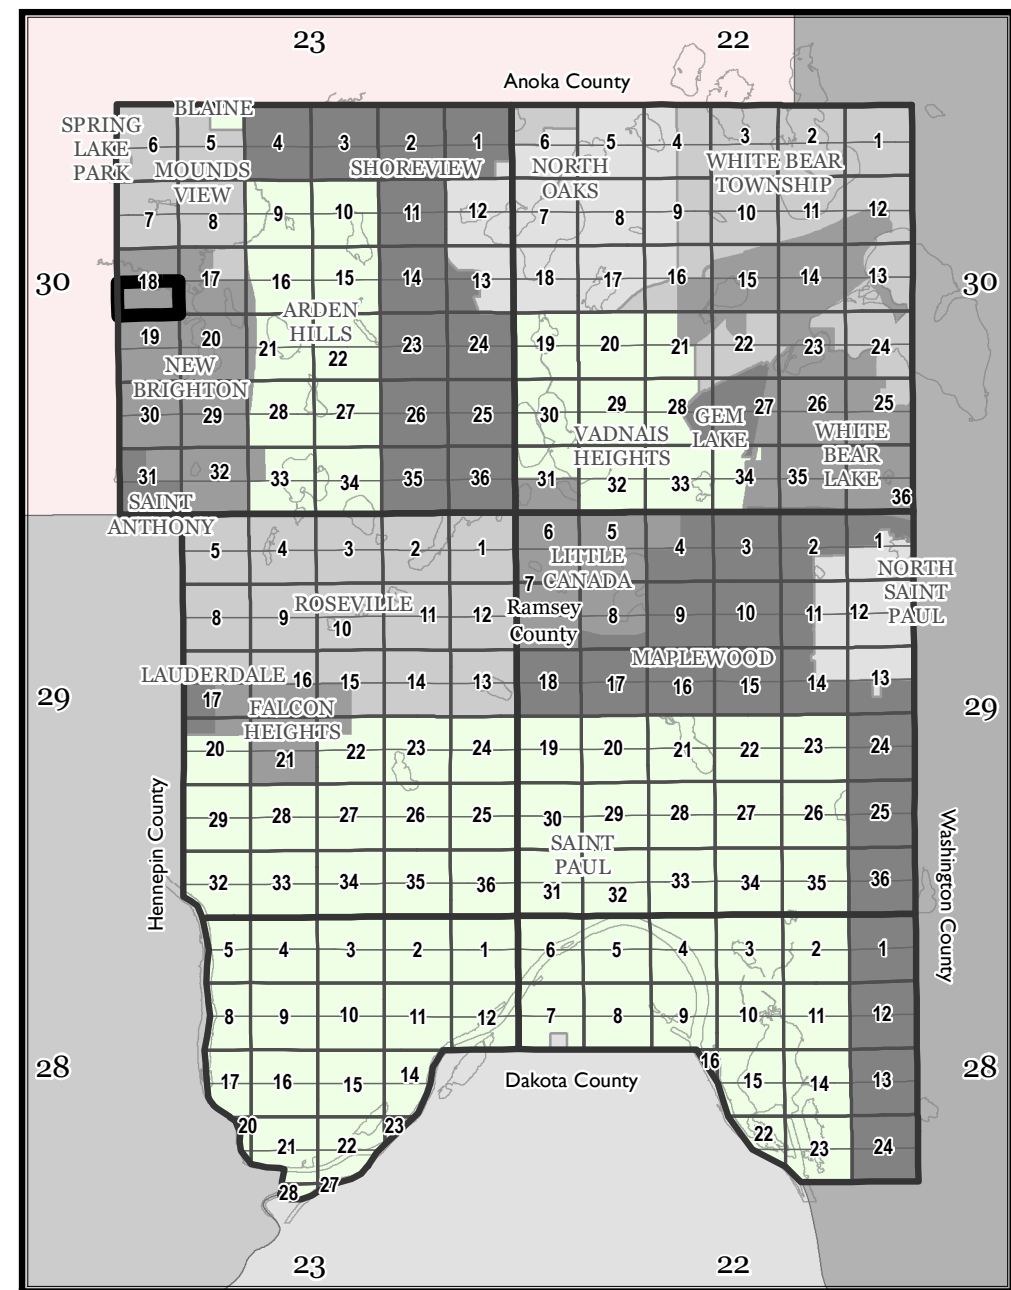 23 22
Anoka County
BLAINE
SPRING
LAKE
PARK
6 5 4 3 2 1 6 5 4 3 2 1
MOUNDS
VIEW
SHOREVIEW
NORTH
OAKS
WHITE BEAR
TOWNSHIP
7 8 9 10 11 12 7 8 9 10 11 12
30 18 17 16 15 14 13 18 17 16 15 14 13 30
ARDEN
HILLS
19 20 21 22 23 24 19 20 21 22 23 24
NEW
BRIGHTON
30 29 28 27 26 25 30 29 28 27 26 25
GEM
LAKE
VADNAIS
HEIGHTS
WHITE
BEAR
LAKE
31 32 33 34 35 36 31 32 33 34 35 36
SAINT
ANTHONY
5 4 3 2 1 6 5 4 3 2 1
LITTLE
CANADA
NORTH
SAINT
PAUL
8 9 10 11 12 7 8 9 10 11 12
ROSEVILLE
Ramsey
County
MAPLEWOOD
LAUDERDALE
29 17 16 15 14 13 18 17 16 15 14 13 29
FALCON
HEIGHTS
20 21 22 23 24 19 20 21 22 23 24
Hennepin County
Washington County
29 28 27 26 25 30 29 28 27 26 25
SAINT
PAUL
32 33 34 35 36 31 32 33 34 35 36
5 4 3 2 1 6 5 4 3 2 1
8 9 10 11 12 7 8 9 10 11 12
28 17 16 15 14 16 15 14 13 28
Dakota County
20 21 22 23 22 23 24
28 27
23 22